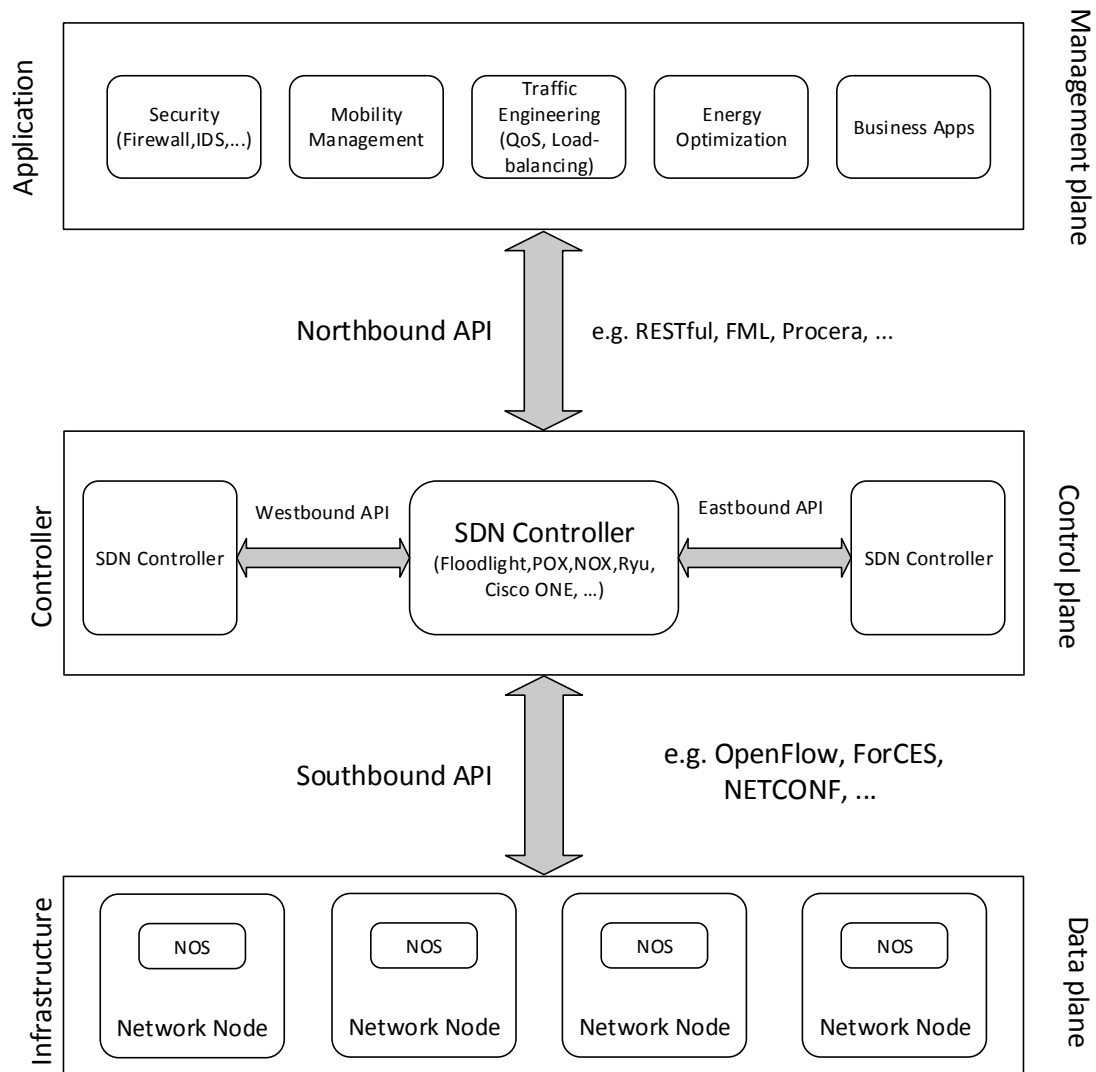 Application
Management plane
Security
(Firewall,IDS,...)
Mobility
Management
Traffic
Engineering
(QoS, Load-
balancing)
Energy
Optimization
Business Apps
Northbound API
e.g. RESTful, FML, Procera, ...
Controller
Control plane
SDN Controller
Westbound API
SDN Controller
(Floodlight,POX,NOX,Ryu,
Cisco ONE, ...)
Eastbound API
SDN Controller
Southbound API
e.g. OpenFlow, ForCES,
NETCONF, ...
Infrastructure
Data plane
NOS
Network Node
NOS
Network Node
NOS
Network Node
NOS
Network Node